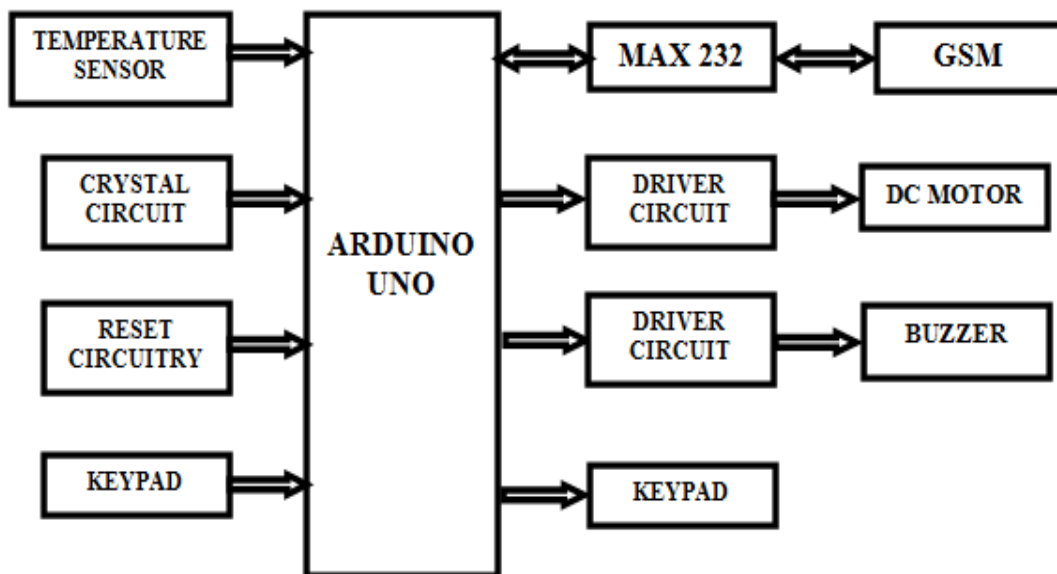 TEMPERATURE
SENSOR
CRYSTAL
CIRCUIT
RESET
CIRCUITRY
KEYPAD
ARDUINO
UNO
MAX 232
GSM
DRIVER
CIRCUIT
DC MOTOR
DRIVER
CIRCUIT
BUZZER
KEYPAD